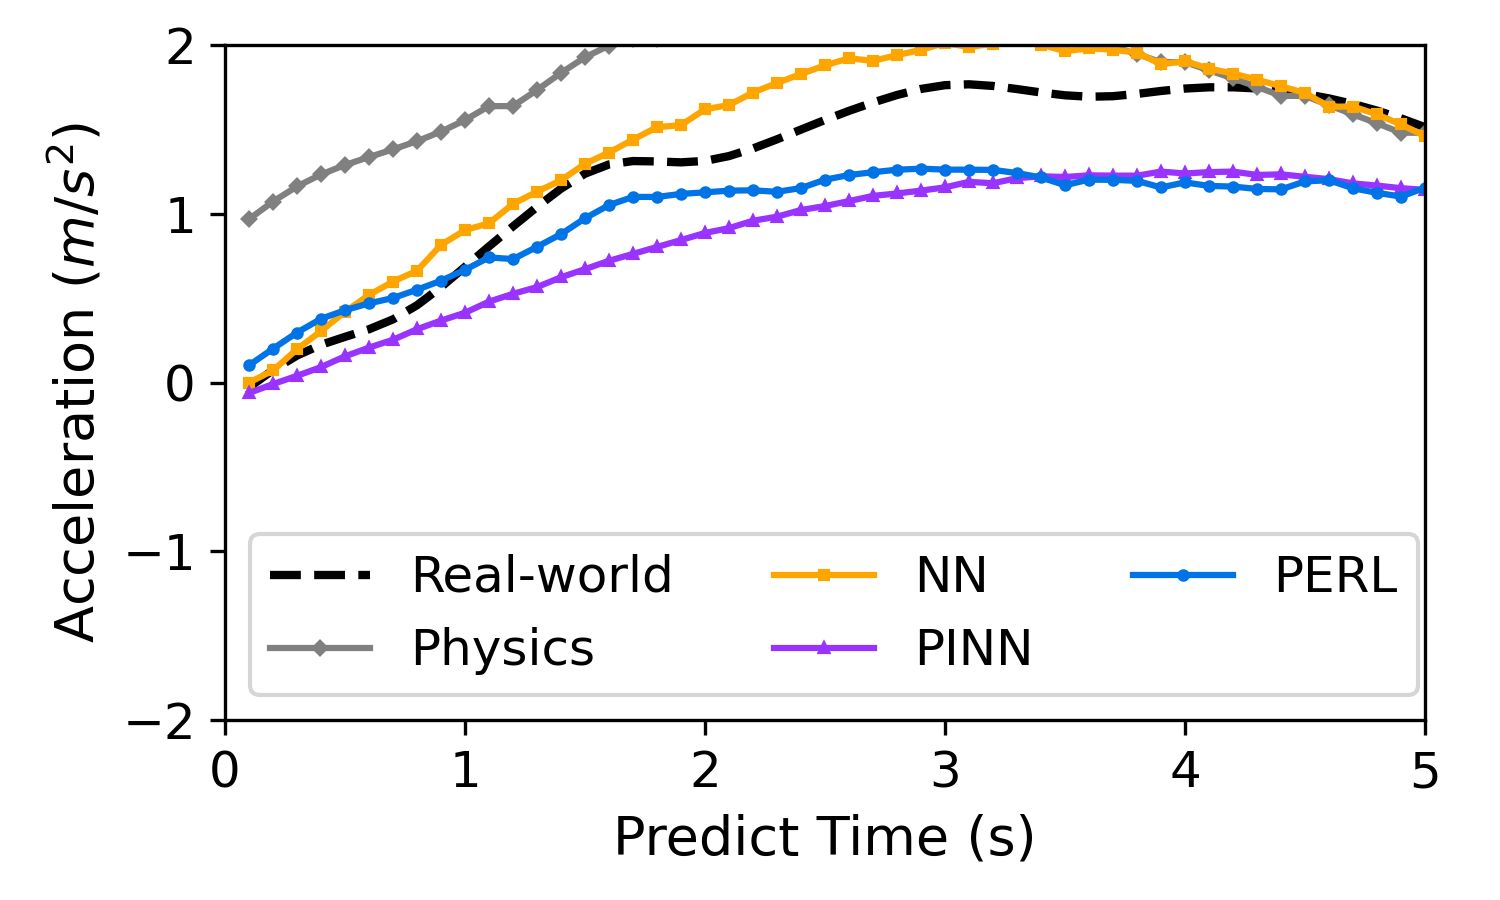 2
1
0
−1
−2
Acceleration (m/s²)
Real-world
NN
PERL
Physics
PINN
0 1 2 3 4 5
Predict Time (s)